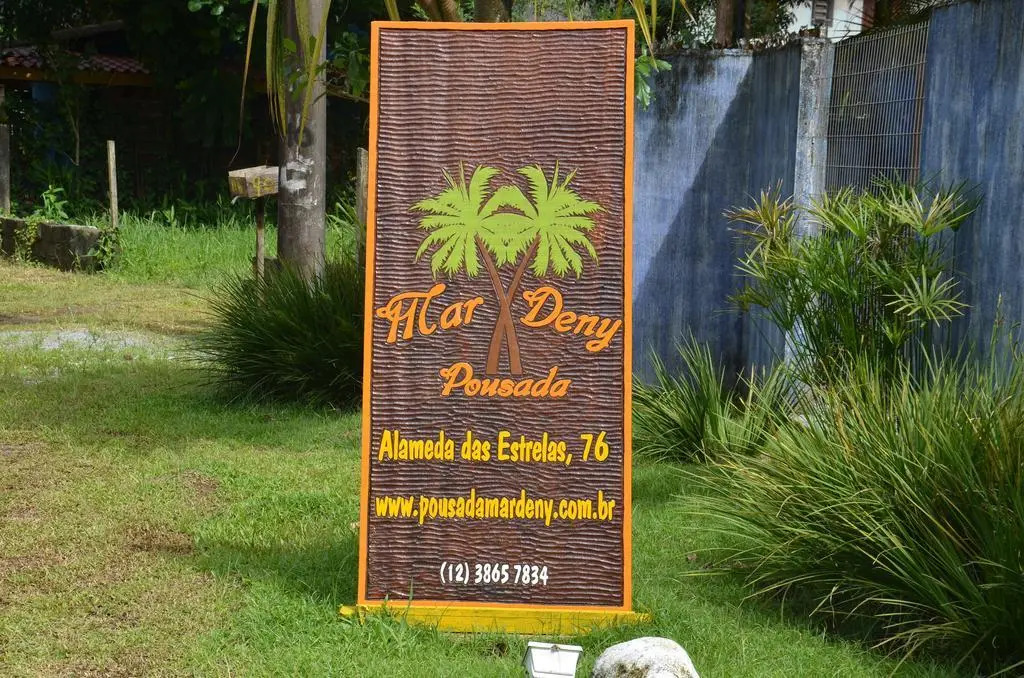 Mar Deny
Pousada
Alameda das Estrelas, 76
www.pousadamardeny.com.br
(12) 3865 7834